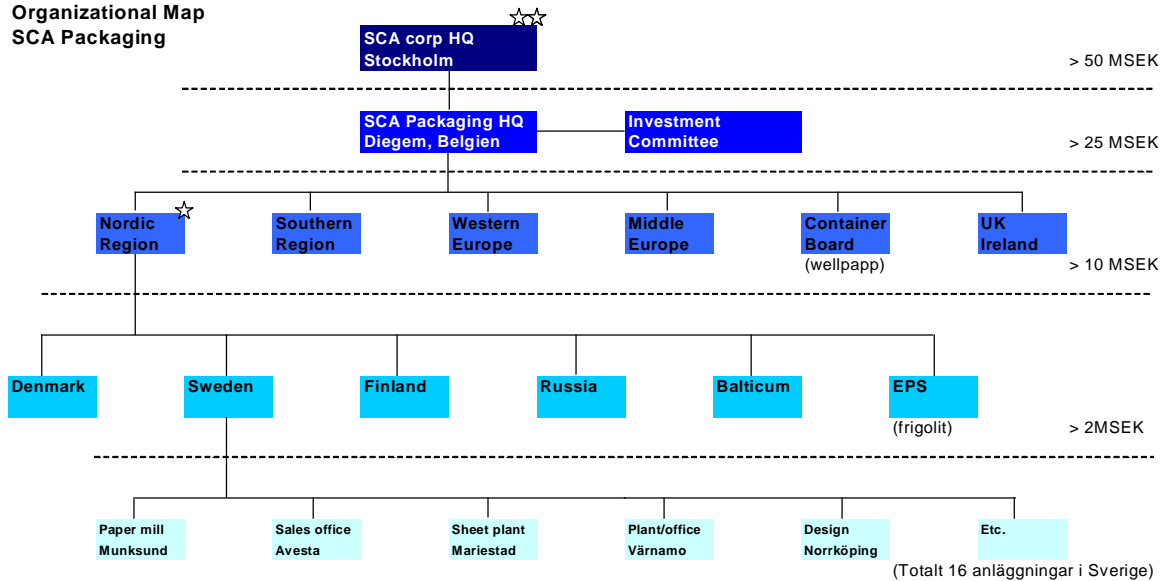 Organizational Map
SCA Packaging
SCA corp HQ
Stockholm
> 50 MSEK
SCA Packaging HQ
Diegem, Belgien
Investment
Committee
> 25 MSEK
Nordic
Region
Southern
Region
Western
Europe
Middle
Europe
Container
Board
(wellpapp)
UK
Ireland
> 10 MSEK
Denmark
Sweden
Finland
Russia
Balticum
EPS
(frigolit)
> 2MSEK
Paper mill
Munksund
Sales office
Avesta
Sheet plant
Mariestad
Plant/office
Värnamo
Design
Norrköping
Etc.
(Totalt 16 anläggningar i Sverige)